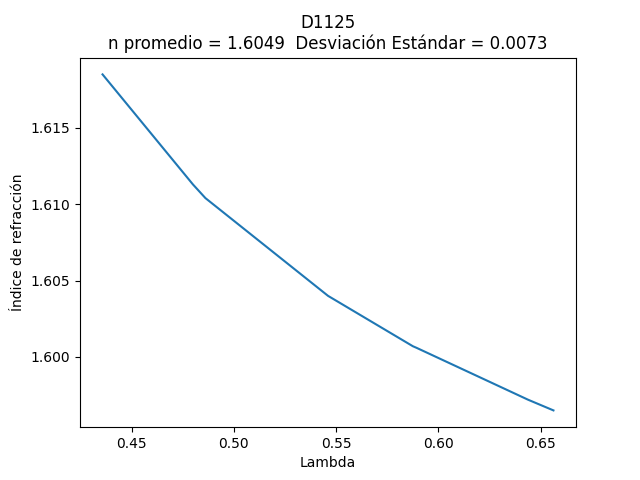 D1125
n promedio = 1.6049  Desviación Estándar = 0.0073
1.615
1.610
1.605
1.600
Índice de refracción
0.45 0.50 0.55 0.60 0.65
Lambda